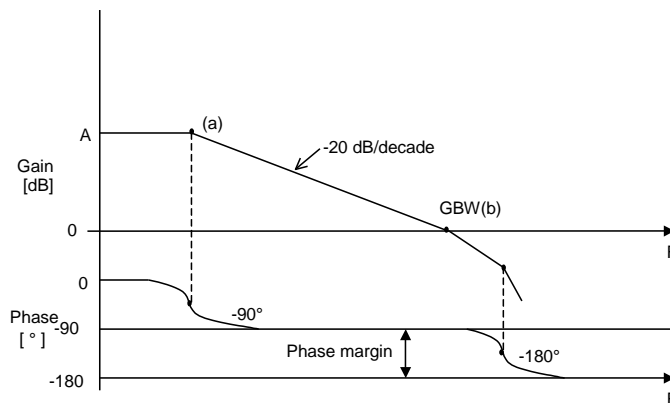 A
(a)
-20 dB/decade
Gain
[dB]
GBW(b)
0
0
Phase
[ ° ]
-90
-90°
Phase margin
-180°
-180